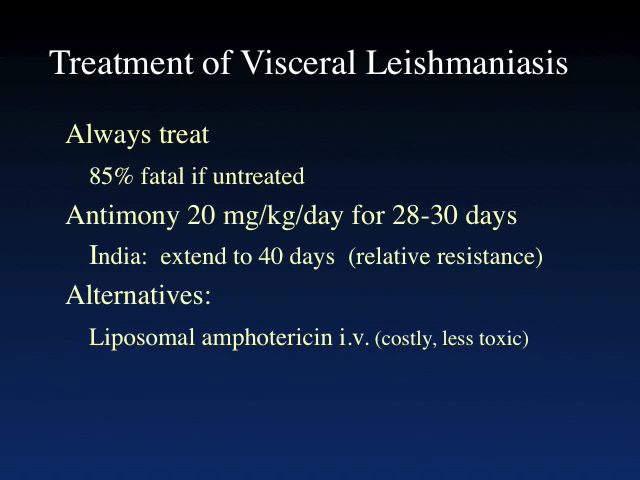 Treatment of Visceral Leishmaniasis
Always treat
85% fatal if untreated
Antimony 20 mg/kg/day for 28-30 days
India:  extend to 40 days  (relative resistance)
Alternatives:
Liposomal amphotericin i.v. (costly, less toxic)